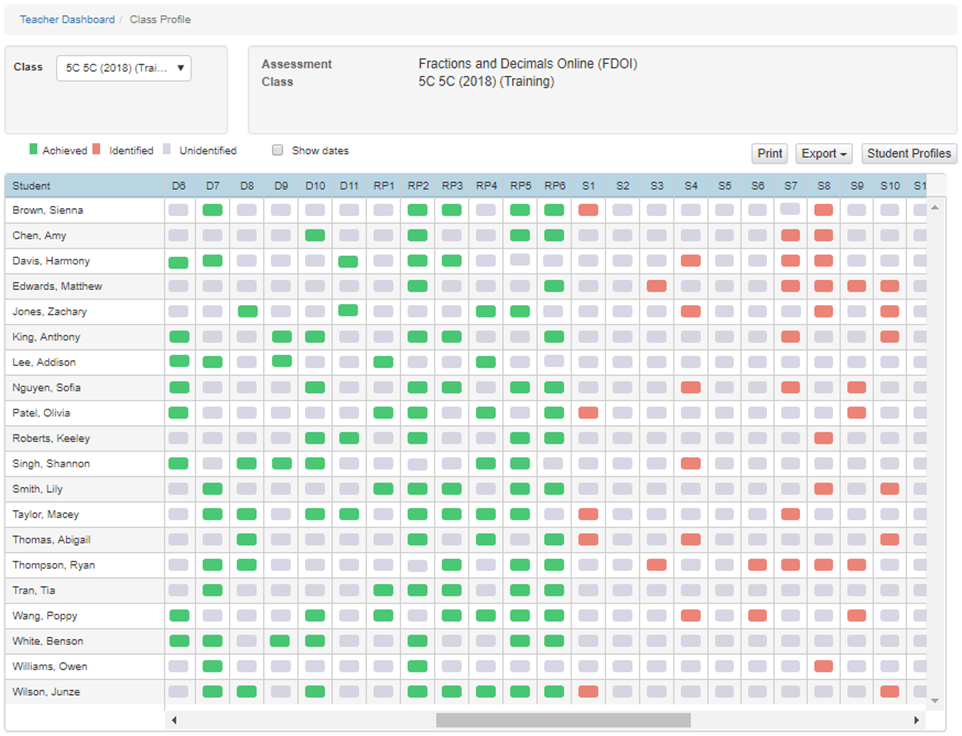 Teacher Dashboard / Class Profile
Class 5C 5C (2018) (Trai...
Assessment Fractions and Decimals Online (FDOI)
Class 5C 5C (2018) (Training)
Achieved Identified Unidentified Show dates
Print Export Student Profiles
Student D6 D7 D8 D9 D10 D11 RP1 RP2 RP3 RP4 RP5 RP6 S1 S2 S3 S4 S5 S6 S7 S8 S9 S10 S1
Brown, Sienna
Chen, Amy
Davis, Harmony
Edwards, Matthew
Jones, Zachary
King, Anthony
Lee, Addison
Nguyen, Sofia
Patel, Olivia
Roberts, Keeley
Singh, Shannon
Smith, Lily
Taylor, Macey
Thomas, Abigail
Thompson, Ryan
Tran, Tia
Wang, Poppy
White, Benson
Williams, Owen
Wilson, Junze